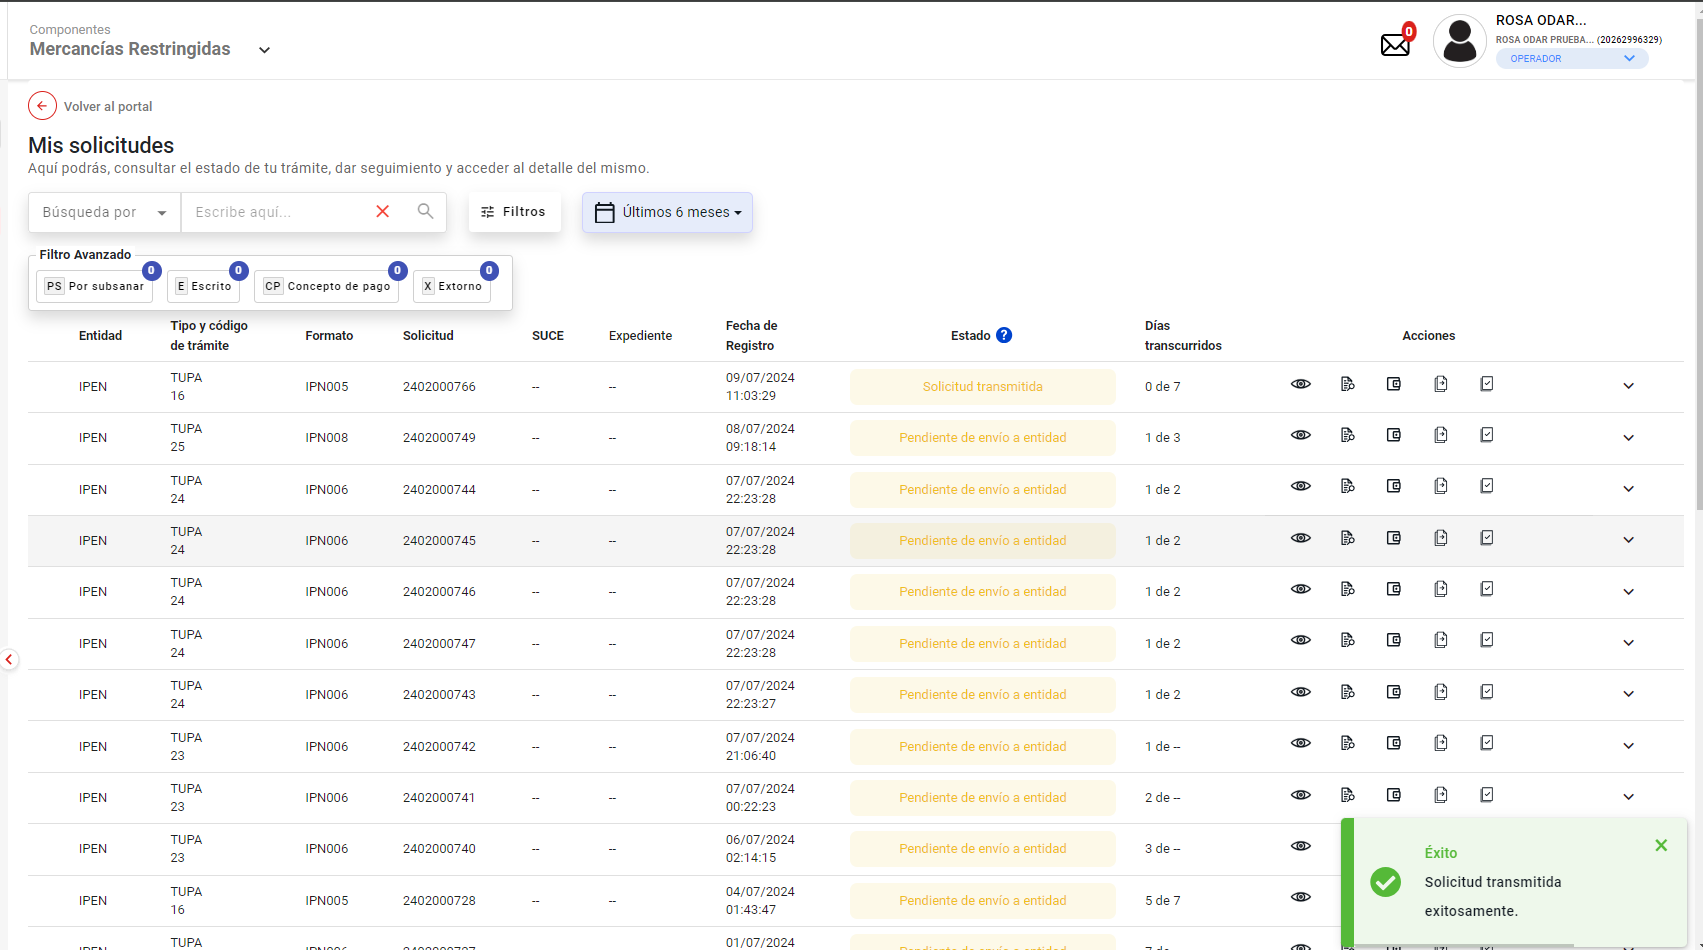 Componentes
Mercancías Restringidas
0
ROSA ODAR...
ROSA ODAR PRUEBA... (20262996329)
OPERADOR
Volver al portal
Mis solicitudes
Aquí podrás, consultar el estado de tu trámite, dar seguimiento y acceder al detalle del mismo.
Búsqueda por Escribe aquí... Filtros Últimos 6 meses
Filtro Avanzado
PS Por subsanar 0 E Escrito 0 CP Concepto de pago 0 X Extorno 0
Entidad Tipo y código de trámite Formato Solicitud SUCE Expediente Fecha de Registro Estado ? Días transcurridos Acciones
IPEN TUPA 16 IPN005 2402000766 -- -- 09/07/2024 11:03:29 Solicitud transmitida 0 de 7
IPEN TUPA 25 IPN008 2402000749 -- -- 08/07/2024 09:18:14 Pendiente de envío a entidad 1 de 3
IPEN TUPA 24 IPN006 2402000744 -- -- 07/07/2024 22:23:28 Pendiente de envío a entidad 1 de 2
IPEN TUPA 24 IPN006 2402000745 -- -- 07/07/2024 22:23:28 Pendiente de envío a entidad 1 de 2
IPEN TUPA 24 IPN006 2402000746 -- -- 07/07/2024 22:23:28 Pendiente de envío a entidad 1 de 2
IPEN TUPA 24 IPN006 2402000747 -- -- 07/07/2024 22:23:28 Pendiente de envío a entidad 1 de 2
IPEN TUPA 24 IPN006 2402000743 -- -- 07/07/2024 22:23:27 Pendiente de envío a entidad 1 de 2
IPEN TUPA 23 IPN006 2402000742 -- -- 07/07/2024 21:06:40 Pendiente de envío a entidad 1 de --
IPEN TUPA 23 IPN006 2402000741 -- -- 07/07/2024 00:22:23 Pendiente de envío a entidad 2 de --
IPEN TUPA 23 IPN006 2402000740 -- -- 06/07/2024 02:14:15 Pendiente de envío a entidad 3 de --
IPEN TUPA 16 IPN005 2402000728 -- -- 04/07/2024 01:43:47 Pendiente de envío a entidad 5 de 7
TUPA 01/07/2024
Éxito
Solicitud transmitida
exitosamente.